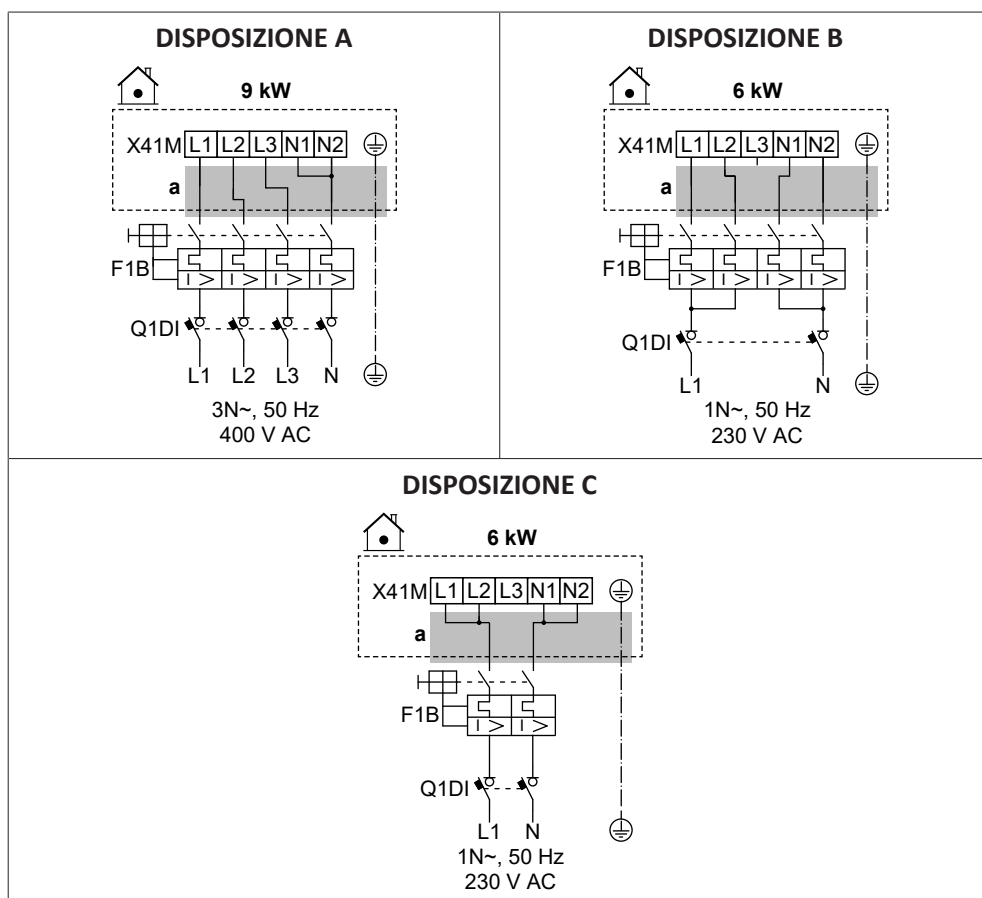 DISPOSIZIONE A
9 kW
X41M L1 L2 L3 N1 N2
a
F1B
I > I > I > I >
Q1DI
L1 L2 L3 N
3N~, 50 Hz
400 V AC
DISPOSIZIONE B
6 kW
X41M L1 L2 L3 N1 N2
a
F1B
I > I > I > I >
Q1DI
L1 N
1N~, 50 Hz
230 V AC
DISPOSIZIONE C
6 kW
X41M L1 L2 L3 N1 N2
a
F1B
I > I >
Q1DI
L1 N
1N~, 50 Hz
230 V AC